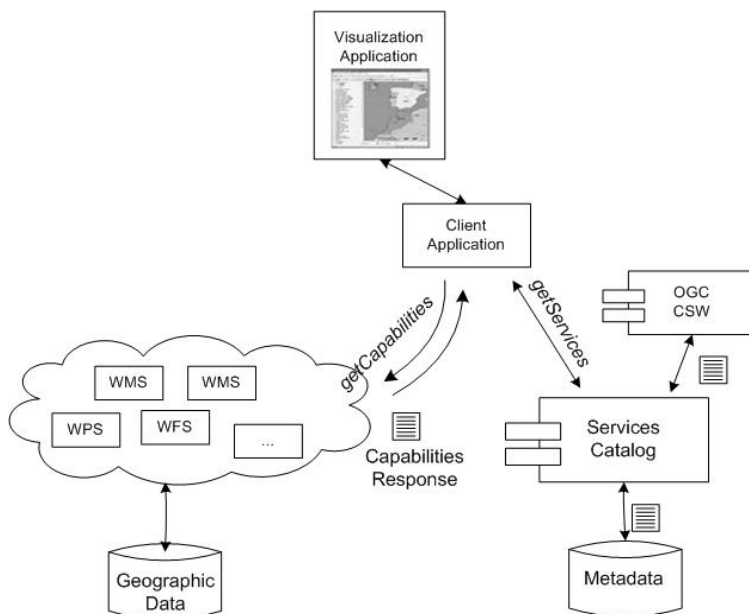 Visualization
Application
Client
Application
getCapabilities
getServices
OGC
CSW
WMS
WMS
WPS
WFS
...
Capabilities
Response
Services
Catalog
Geographic
Data
Metadata